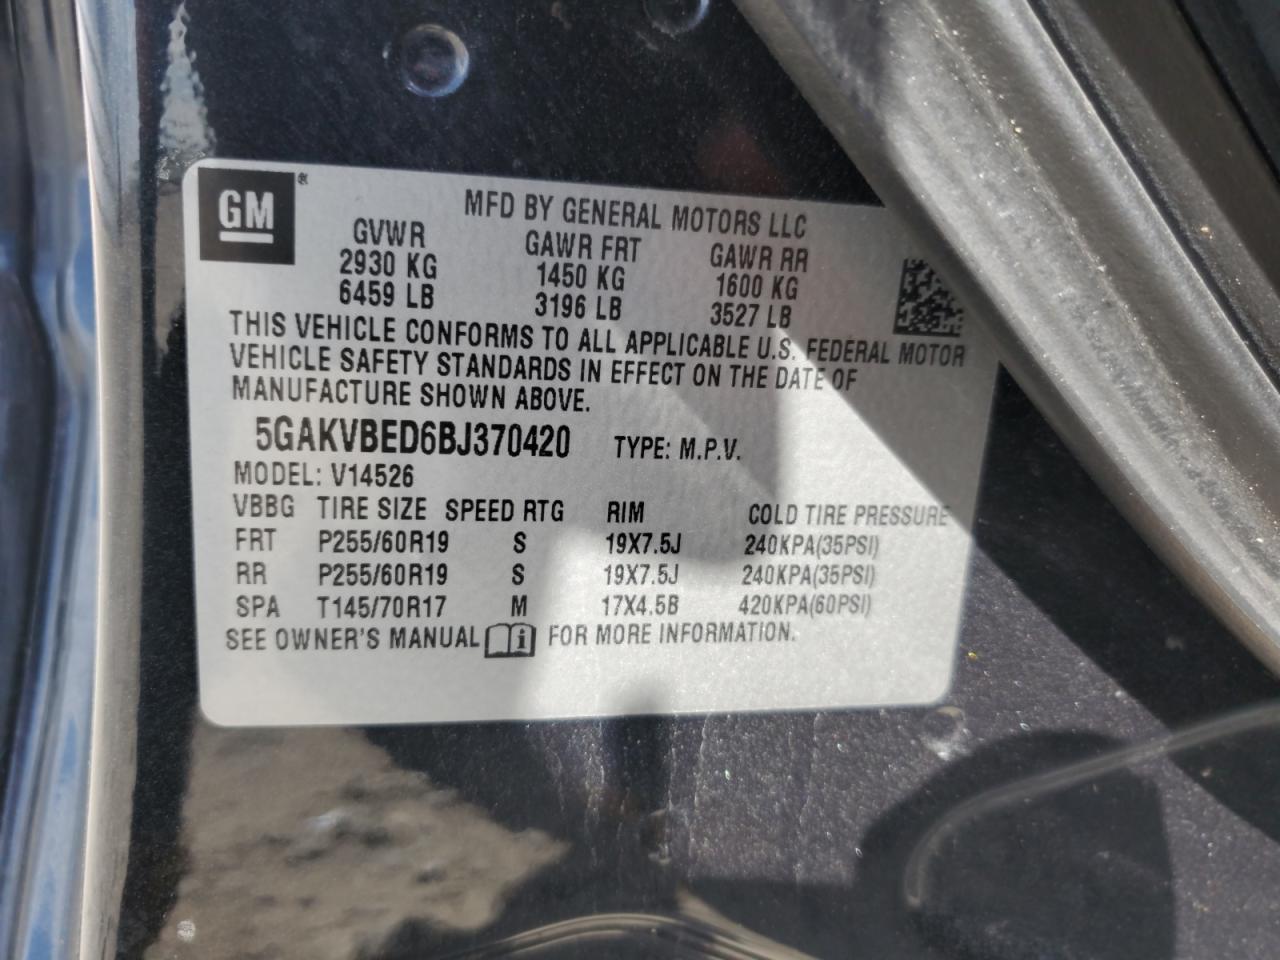 GM®
MFD BY GENERAL MOTORS LLC
GVWR GAWR FRT GAWR RR
2930 KG 1450 KG 1600 KG
6459 LB 3196 LB 3527 LB
THIS VEHICLE CONFORMS TO ALL APPLICABLE U.S. FEDERAL MOTOR
VEHICLE SAFETY STANDARDS IN EFFECT ON THE DATE OF
MANUFACTURE SHOWN ABOVE.
5GAKVBED6BJ370420 TYPE: M.P.V.
MODEL: V14526
VBBG TIRE SIZE SPEED RTG RIM COLD TIRE PRESSURE
FRT P255/60R19 S 19X7.5J 240KPA(35PSI)
RR P255/60R19 S 19X7.5J 240KPA(35PSI)
SPA T145/70R17 M 17X4.5B 420KPA(60PSI)
SEE OWNER'S MANUAL i FOR MORE INFORMATION.